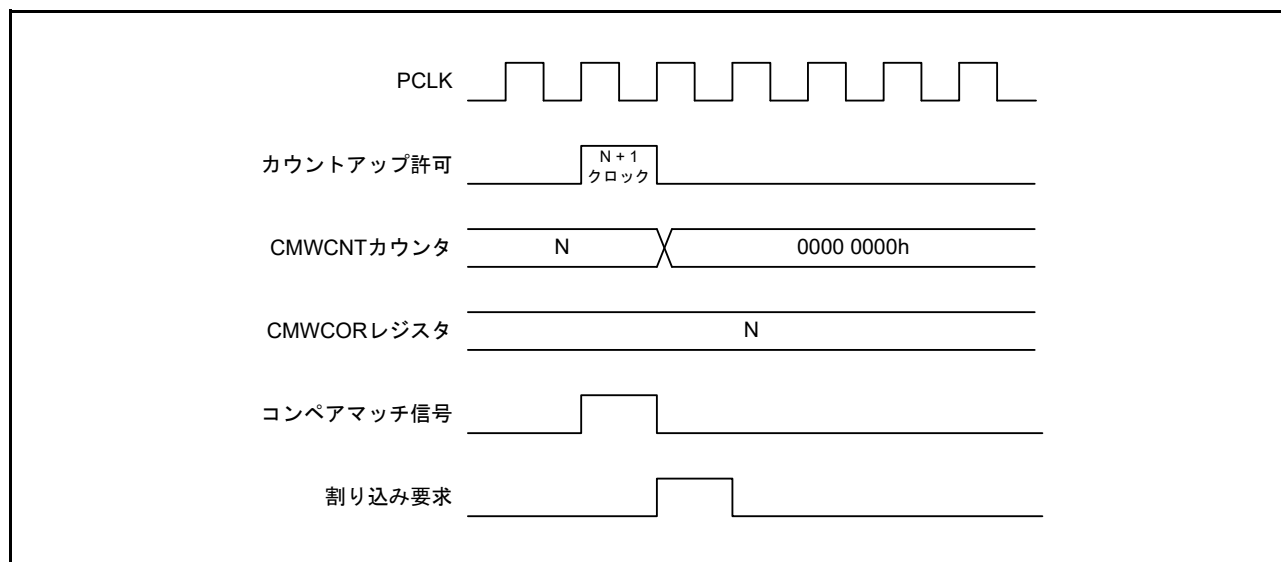 PCLK
カウントアップ許可
N + 1
クロック
CMWCNTカウンタ
N
0000 0000h
CMWCORレジスタ
N
コンペアマッチ信号
割り込み要求